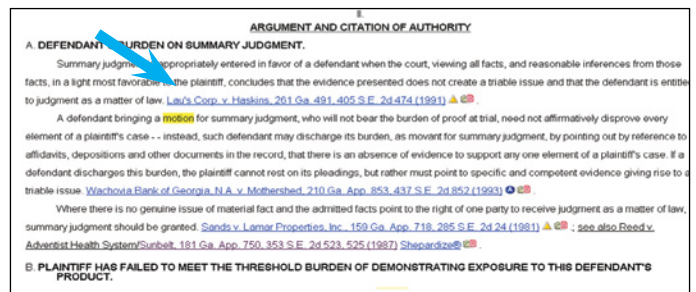 II.
ARGUMENT AND CITATION OF AUTHORITY
A. DEFENDANT BURDEN ON SUMMARY JUDGMENT.
Summary judgm appropriately entered in favor of a defendant when the court, viewing all facts, and reasonable inferences from those
facts, in a light most favorable to the plaintiff, concludes that the evidence presented does not create a triable issue and that the defendant is entitle
to judgment as a matter of law. Lau's Corp. v. Haskins, 261 Ga. 491, 405 S.E. 2d 474 (1991) .
A defendant bringing a motion for summary judgment, who will not bear the burden of proof at trial, need not affirmatively disprove every
element of a plaintiff's case - - instead, such defendant may discharge its burden, as movant for summary judgment, by pointing out by reference to
affidavits, depositions and other documents in the record, that there is an absence of evidence to support any one element of a plaintiff's case. If a
defendant discharges this burden, the plaintiff cannot rest on its pleadings, but rather must point to specific and competent evidence giving rise to a
triable issue. Wachovia Bank of Georgia, N.A. v. Mothershed, 210 Ga. App. 853, 437 S.E. 2d 852 (1993) A .
Where there is no genuine issue of material fact and the admitted facts point to the right of one party to receive judgment as a matter of law,
summary judgment should be granted. Sands v. Lamar Properties, Inc., 159 Ga. App. 718, 285 S.E. 2d 24 (1981) ; see also Reed v.
Adventist Health System/Sunbelt, 181 Ga. App. 750, 353 S.E. 2d 523, 525 (1987) Shepardize® .
B. PLAINTIFF HAS FAILED TO MEET THE THRESHOLD BURDEN OF DEMONSTRATING EXPOSURE TO THIS DEFENDANT'S
PRODUCT.